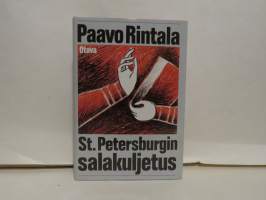 Paavo Rintala
Otava
St. Petersburgin
salakuljetus